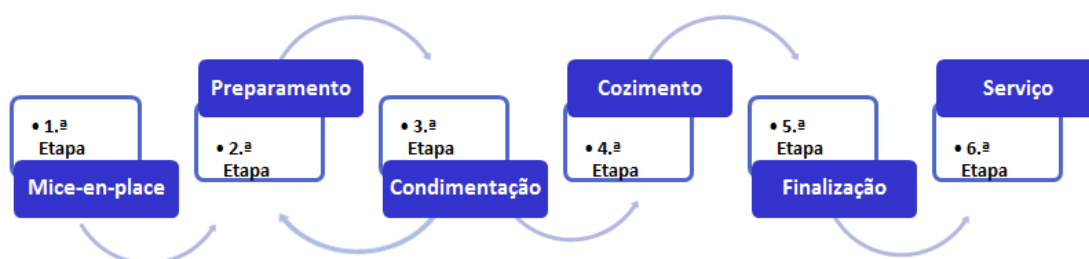 • 1.ª
Etapa
Mice-en-place
Preparamento
• 2.ª
Etapa
• 3.ª
Etapa
Condimentação
Cozimento
• 4.ª
Etapa
• 5.ª
Etapa
Finalização
Serviço
• 6.ª
Etapa